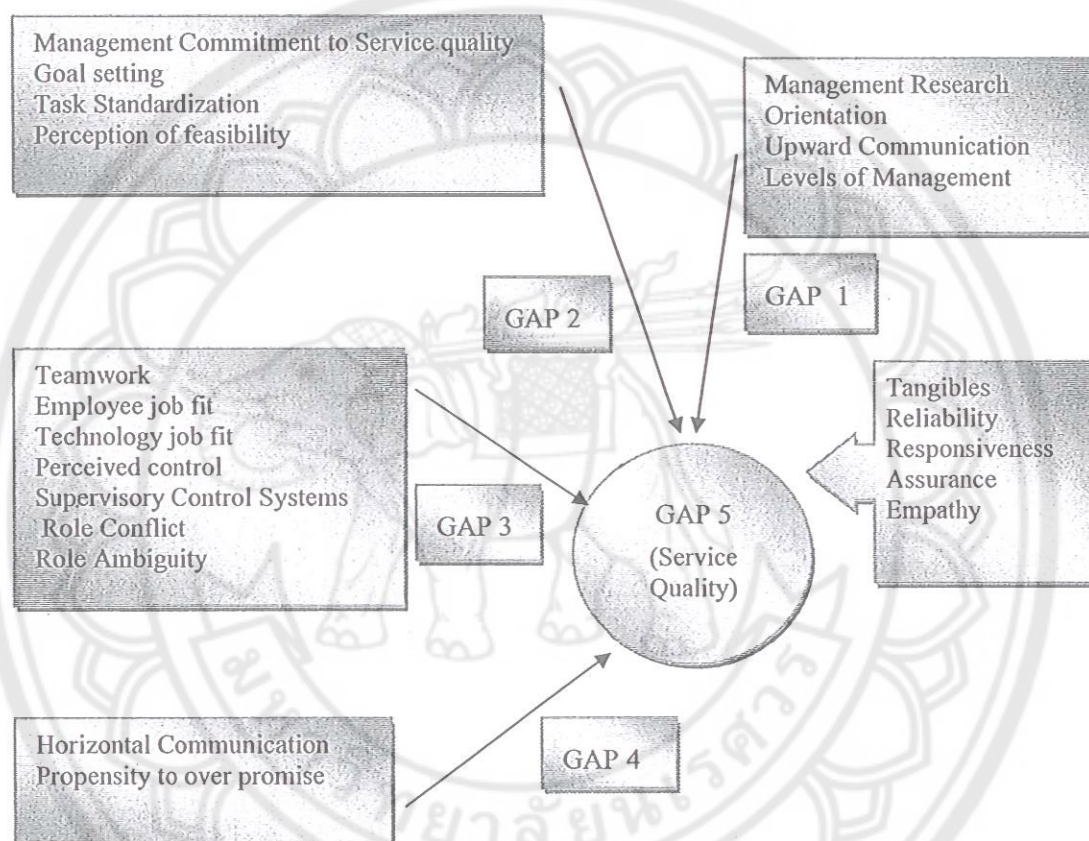 Management Commitment to Service quality
Goal setting
Task Standardization
Perception of feasibility
Management Research
Orientation
Upward Communication
Levels of Management
GAP 2
GAP 1
Teamwork
Employee job fit
Technology job fit
Perceived control
Supervisory Control Systems
Role Conflict
Role Ambiguity
GAP 3
GAP 5
(Service
Quality)
Tangibles
Reliability
Responsiveness
Assurance
Empathy
Horizontal Communication
Propensity to over promise
GAP 4